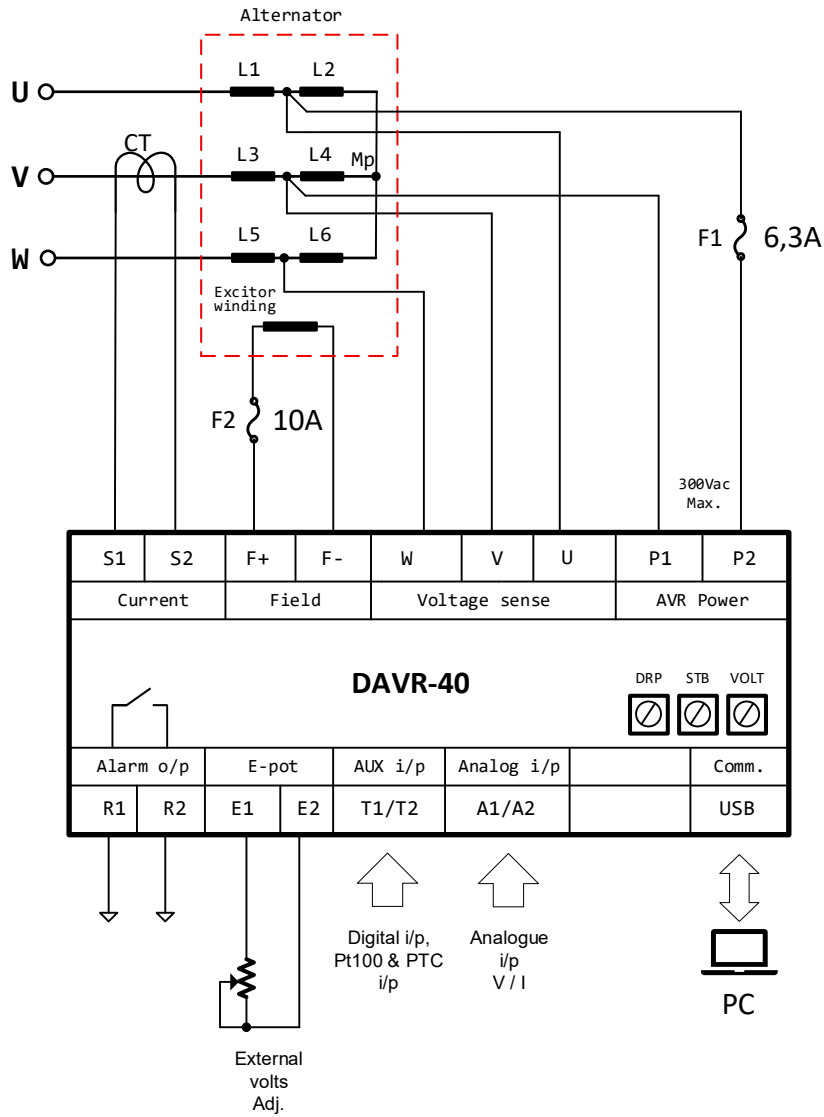 Alternator
L1
L2
U
CT
L3
L4
Mp
V
L5
L6
W
F1
6,3A
Excitor
winding
F2
10A
300Vac
Max.
S1
S2
F+
F-
W
V
U
P1
P2
Current
Field
Voltage sense
AVR Power
DAVR-40
DRP
STB
VOLT
Alarm o/p
E-pot
AUX i/p
Analog i/p
Comm.
R1
R2
E1
E2
T1/T2
A1/A2
USB
Digital i/p,
Pt100 & PTC
i/p
Analogue
i/p
V / I
PC
External
volts
Adj.